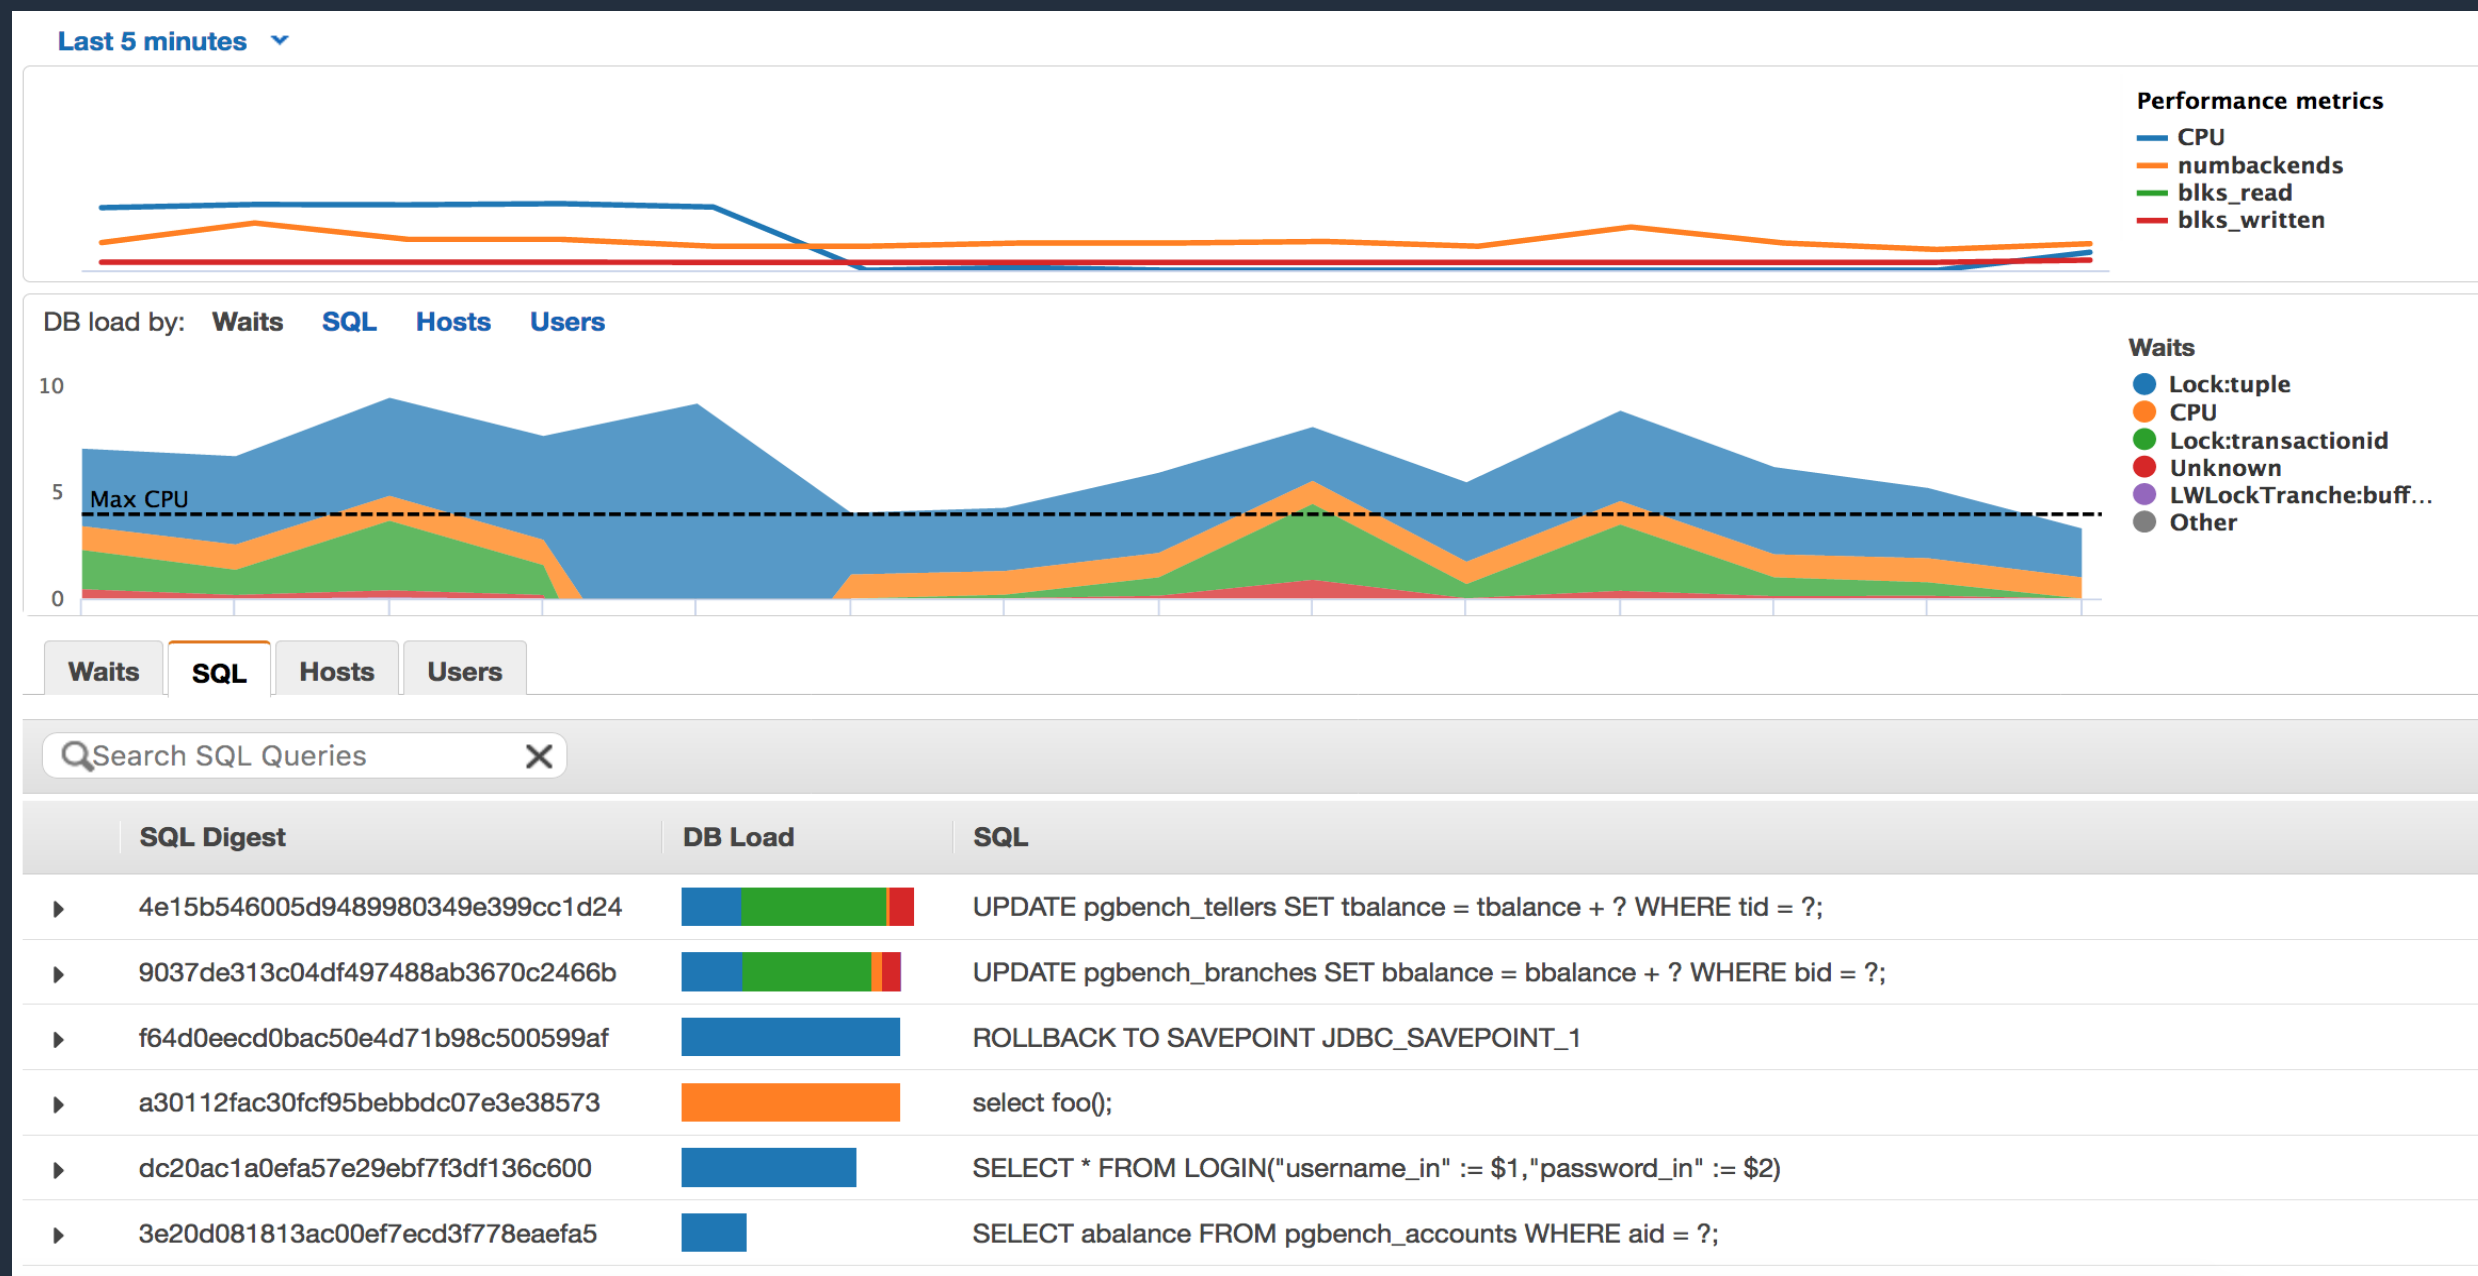 Last 5 minutes
Performance metrics
CPU
numbackends
blks_read
blks_written
DB load by: Waits SQL Hosts Users
Waits
Lock:tuple
CPU
Lock:transactionid
Unknown
LWLockTranche:buff...
Other
10
5
0
Max CPU
Waits SQL Hosts Users
Search SQL Queries
SQL Digest DB Load SQL
4e15b546005d9489980349e399cc1d24 UPDATE pgbench_tellers SET tbalance = tbalance + ? WHERE tid = ?;
9037de313c04df497488ab3670c2466b UPDATE pgbench_branches SET bbalance = bbalance + ? WHERE bid = ?;
f64d0eecd0bac50e4d71b98c500599af ROLLBACK TO SAVEPOINT JDBC_SAVEPOINT_1
a30112fac30fcf95bebbdc07e3e38573 select foo();
dc20ac1a0efa57e29ebf7f3df136c600 SELECT * FROM LOGIN("username_in" := $1,"password_in" := $2)
3e20d081813ac00ef7ecd3f778eaefa5 SELECT abalance FROM pgbench_accounts WHERE aid = ?;